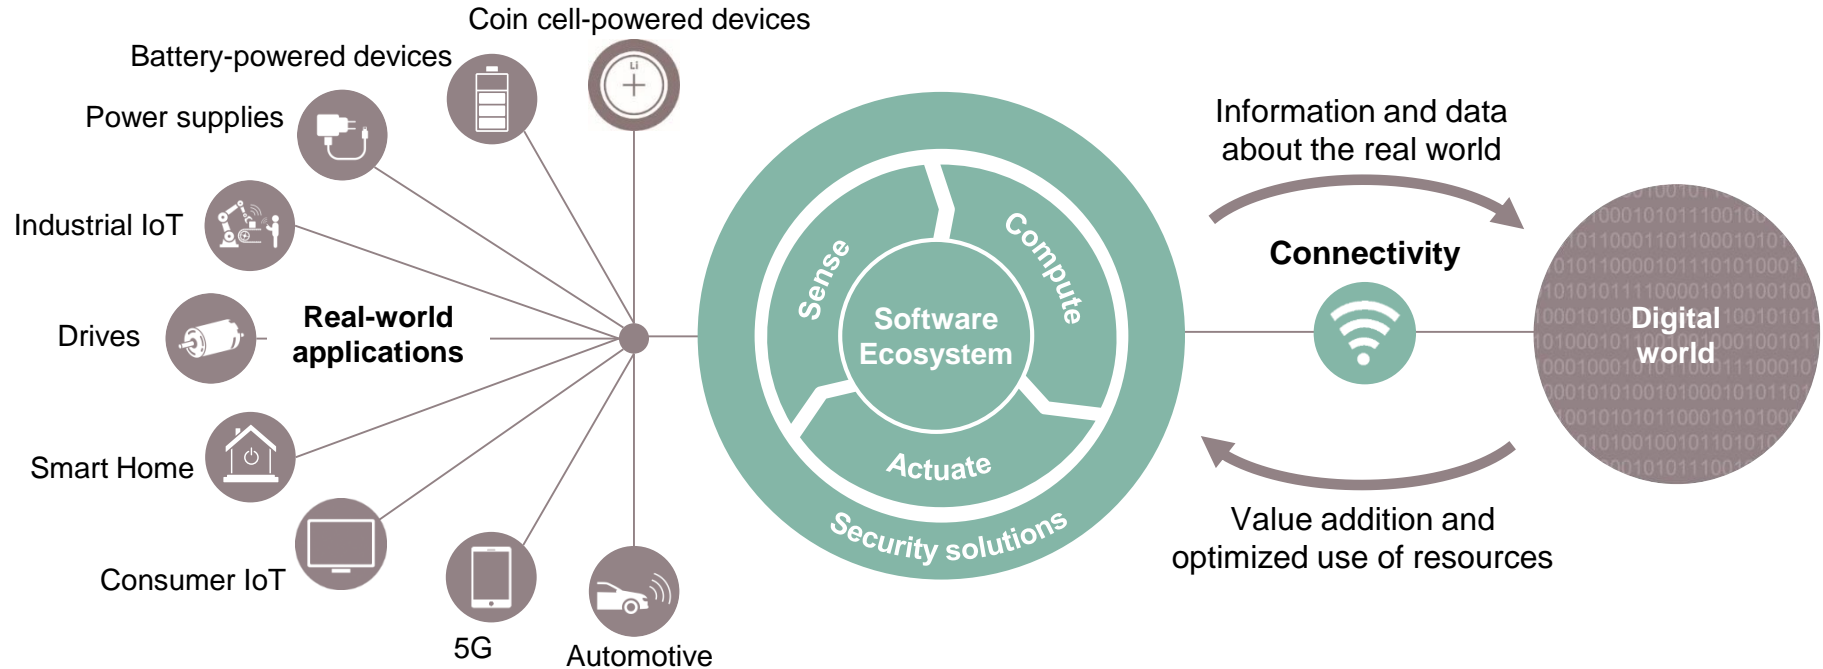 Coin cell-powered devices
Battery-powered devices
Li
Power supplies
Industrial IoT
Drives
Real-world
applications
Smart Home
Consumer IoT
5G
Automotive
Sense
Compute
Software
Ecosystem
Actuate
Security solutions
Information and data
about the real world
Connectivity
Value addition and
optimized use of resources
Digital
world